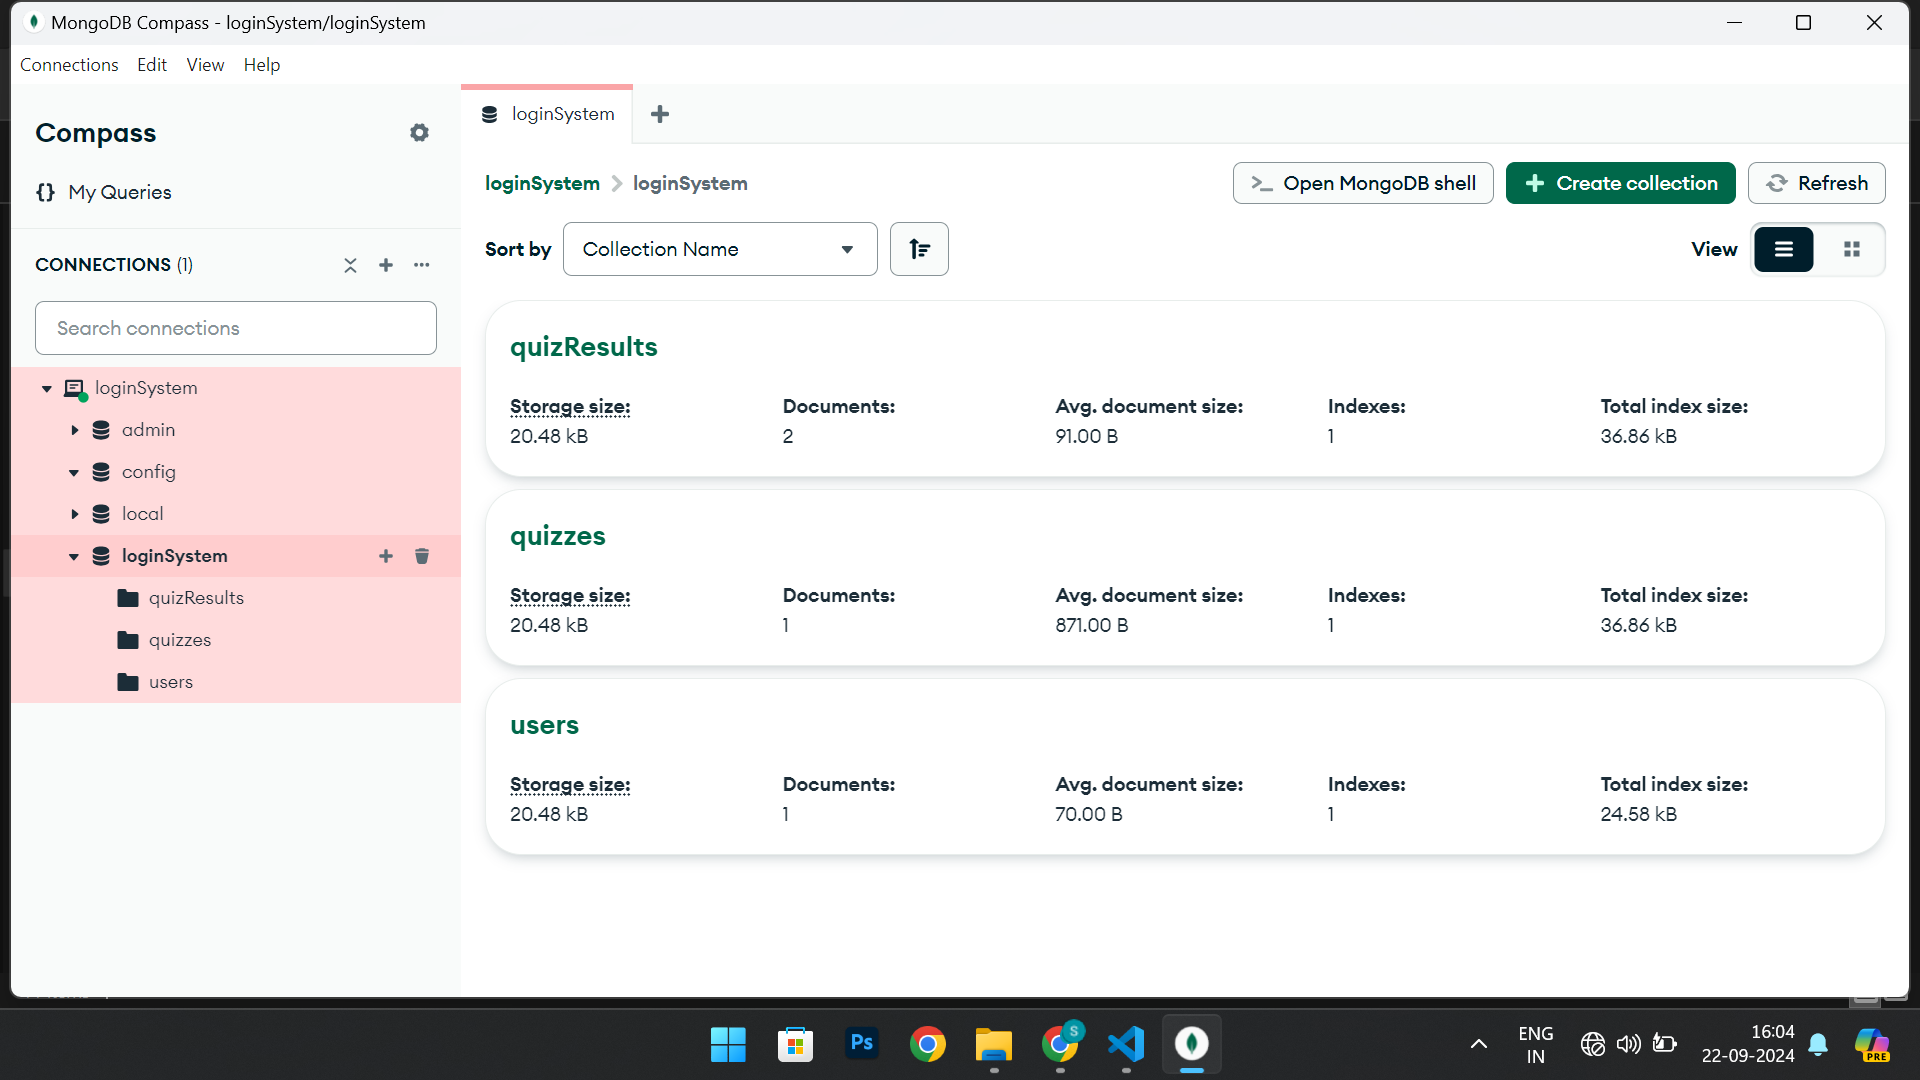 MongoDB Compass - loginSystem/loginSystem
Connections Edit View Help
Compass
{} My Queries
CONNECTIONS (1)
Search connections
loginSystem
admin
config
local
loginSystem
quizResults
quizzes
users
loginSystem
loginSystem > loginSystem
>_ Open MongoDB shell
+ Create collection
Refresh
Sort by Collection Name
View
quizResults
Storage size: Documents: Avg. document size: Indexes: Total index size:
20.48 kB 2 91.00 B 1 36.86 kB
quizzes
Storage size: Documents: Avg. document size: Indexes: Total index size:
20.48 kB 1 871.00 B 1 36.86 kB
users
Storage size: Documents: Avg. document size: Indexes: Total index size:
20.48 kB 1 70.00 B 1 24.58 kB
Ps
S
ENG
IN
16:04
22-09-2024
PRE